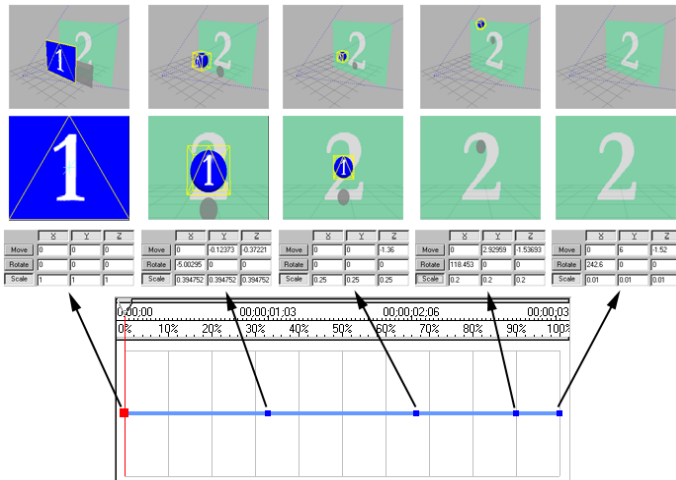 1 2
2
2
2
2
1
2 1
2 1
2
2
X Y Z
Move 0 0 0
Rotate 0 0 0
Scale 1 1 1
X Y Z
Move 0 -0.12373 -0.37221
Rotate -5.00295 0 0
Scale 0.394752 0.394752 0.394752
X Y Z
Move 0 0 -1.36
Rotate 0 0 0
Scale 0.25 0.25 0.25
X Y Z
Move 0 2.92959 -1.53693
Rotate 118.453 0 0
Scale 0.2 0.2 0.2
X Y Z
Move 0 6 -1.52
Rotate 242.6 0 0
Scale 0.01 0.01 0.01
00:00:01;03 00:00:02;06 00:00:03
0% 10% 20% 30% 40% 50% 60% 70% 80% 90% 100%